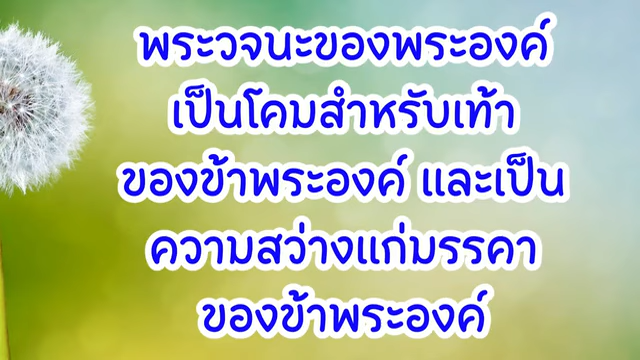 พระวจนะของพระองค์
เป็นโคมสำหรับเท้า
ของข้าพระองค์ และเป็น
ความสว่างแก่มรรคา
ของข้าพระองค์